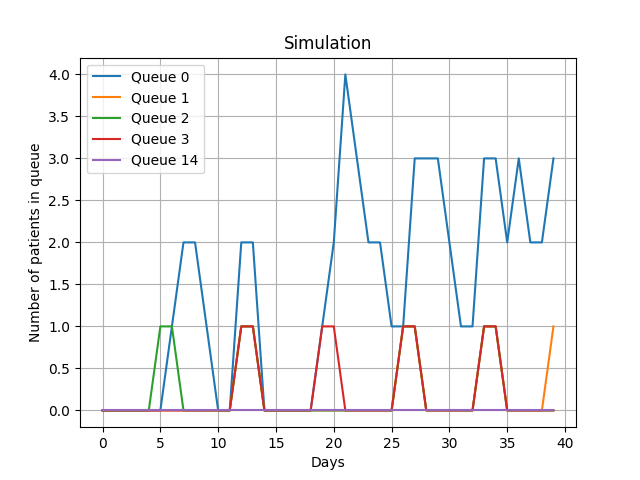 Simulation
Number of patients in queue
4.0
3.5
3.0
2.5
2.0
1.5
1.0
0.5
0.0
Queue 0
Queue 1
Queue 2
Queue 3
Queue 14
0 5 10 15 20 25 30 35 40
Days